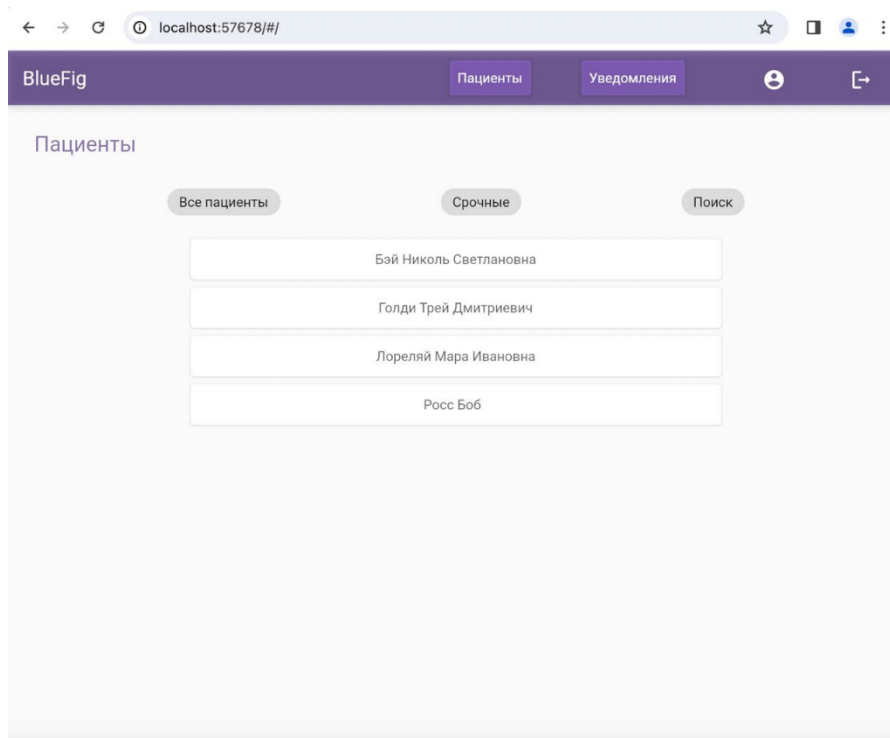 localhost:57678/#/
BlueFig Пациенты Уведомления
Пациенты
Все пациенты Срочные Поиск
Бэй Николь Светлановна
Голди Трей Дмитриевич
Лореляй Мара Ивановна
Росс Боб